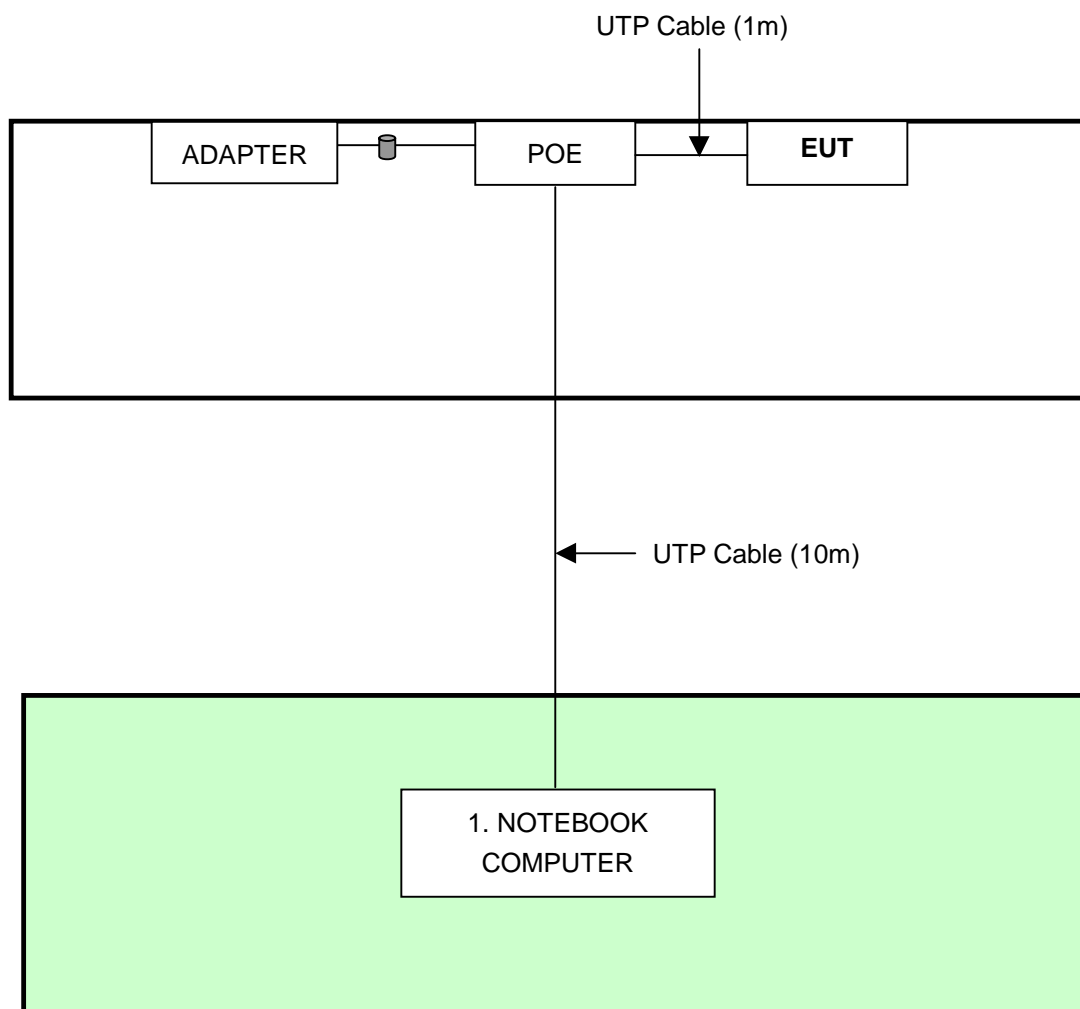 UTP Cable (1m)
ADAPTER
POE
EUT
UTP Cable (10m)
1. NOTEBOOK
COMPUTER